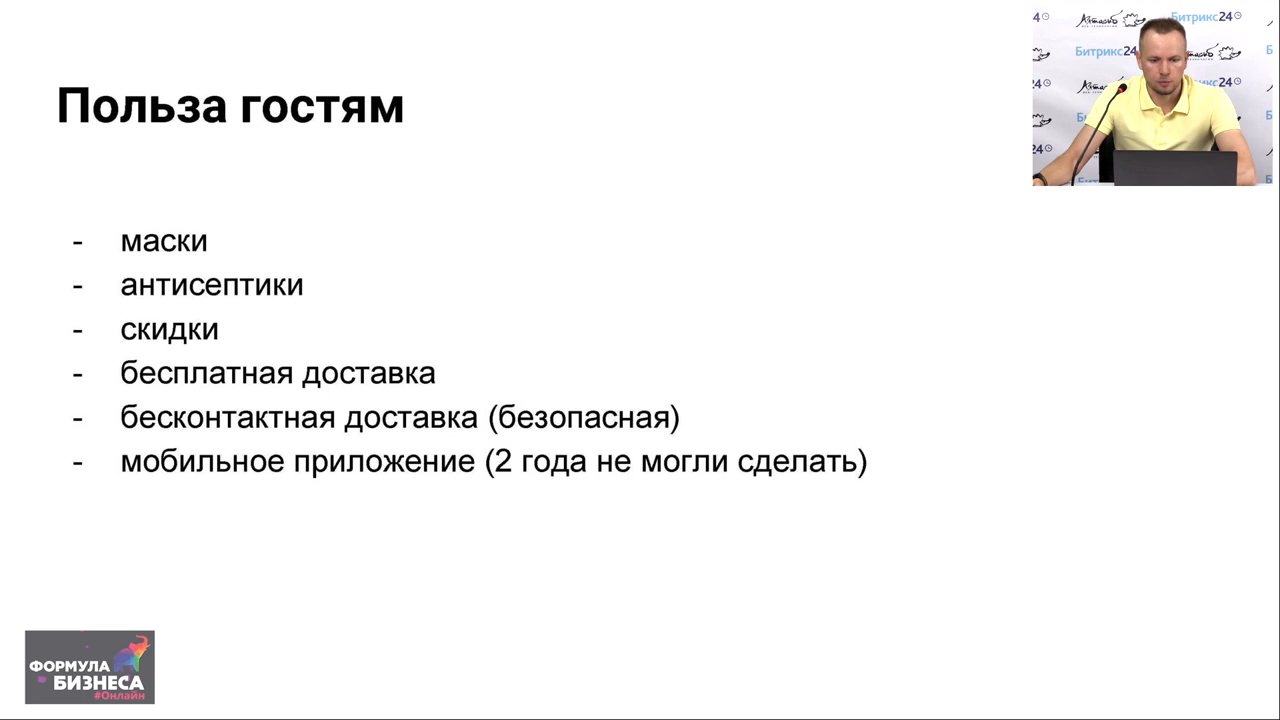 Польза гостям
- маски
- антисептики
- скидки
- бесплатная доставка
- бесконтактная доставка (безопасная)
- мобильное приложение (2 года не могли сделать)
Битрикс24
Битрикс24
ФОРМУЛА
БИЗНЕСА
#Онлайн